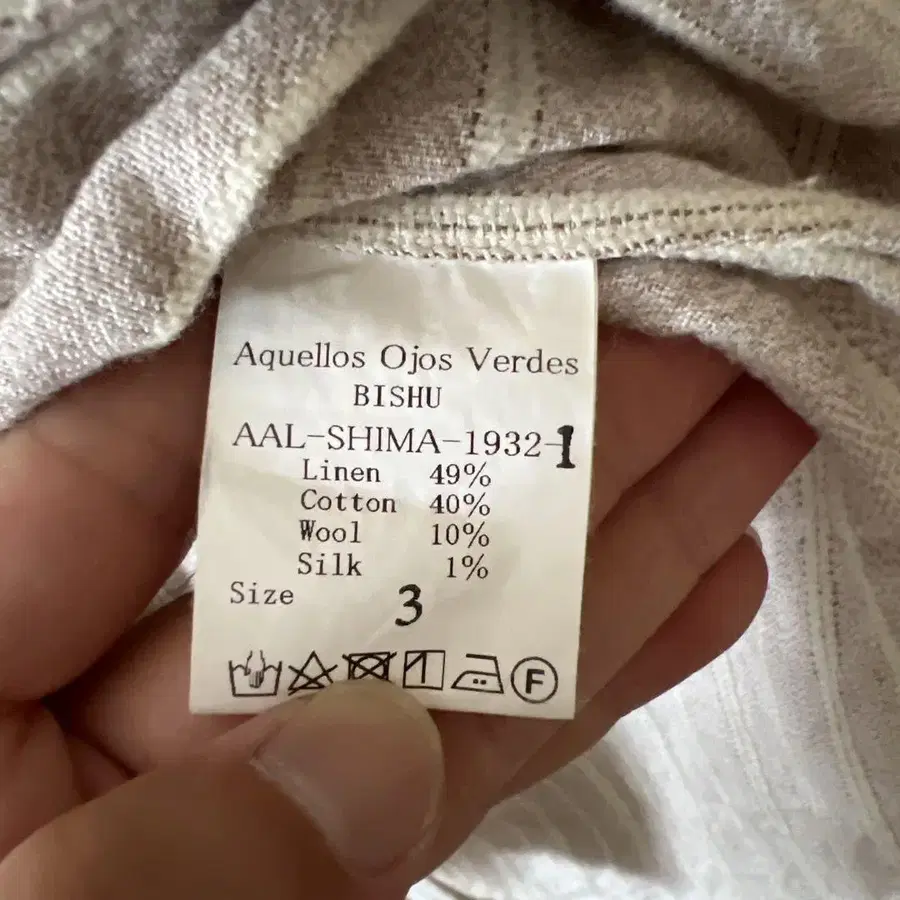 Aquellos Ojos Verdes
BISHU
AAL-SHIMA-1932-1
Linen 49%
Cotton 40%
Wool 10%
Silk 1%
Size 3
F